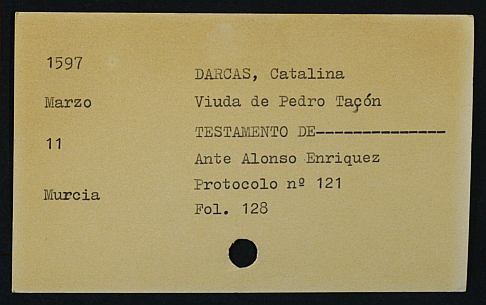 1597
DARCAS, Catalina
Marzo
Viuda de Pedro Taçón
11
TESTAMENTO DE--------------
Ante Alonso Enriquez
Murcia
Protocolo nº 121
Fol. 128